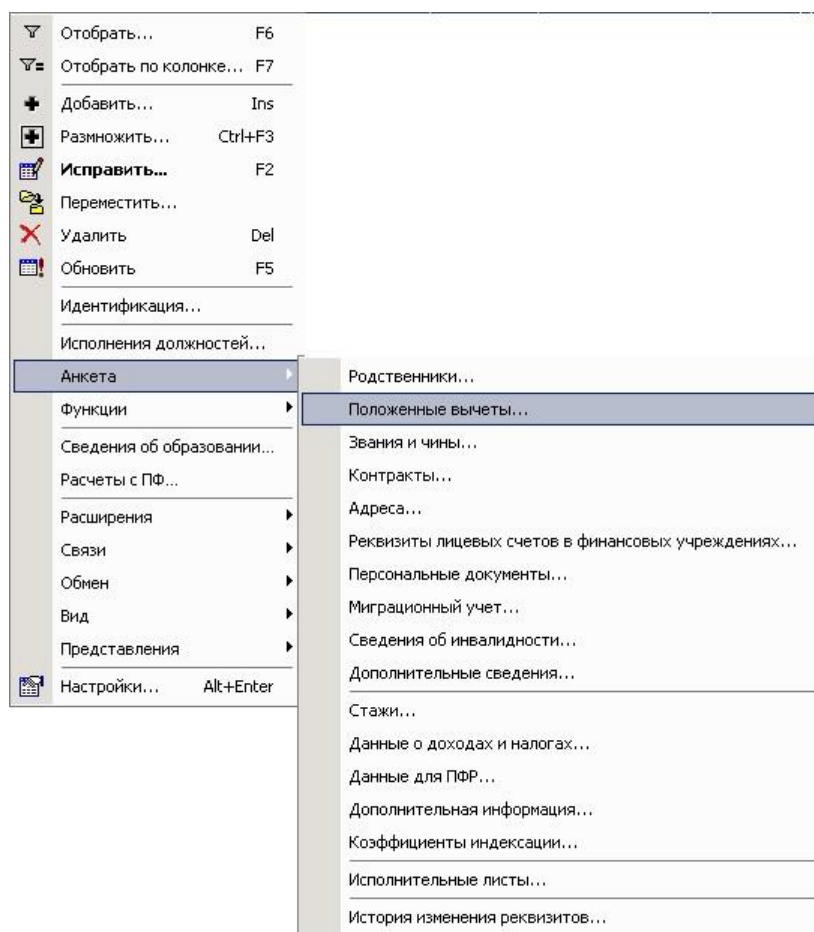 Отобрать... F6
Отобрать по колонке... F7
Добавить... Ins
Размножить... Ctrl+F3
Исправить... F2
Переместить...
Удалить Del
Обновить F5
Идентификация...
Исполнения должностей...
Анкета
Функции
Сведения об образовании...
Расчеты с ПФ...
Расширения
Связи
Обмен
Вид
Представления
Настройки... Alt+Enter
Родственники...
Положенные вычеты...
Звания и чины...
Контракты...
Адреса...
Реквизиты лицевых счетов в финансовых учреждениях...
Персональные документы...
Миграционный учет...
Сведения об инвалидности...
Дополнительные сведения...
Стажи...
Данные о доходах и налогах...
Данные для ПФР...
Дополнительная информация...
Коэффициенты индексации...
Исполнительные листы...
История изменения реквизитов...